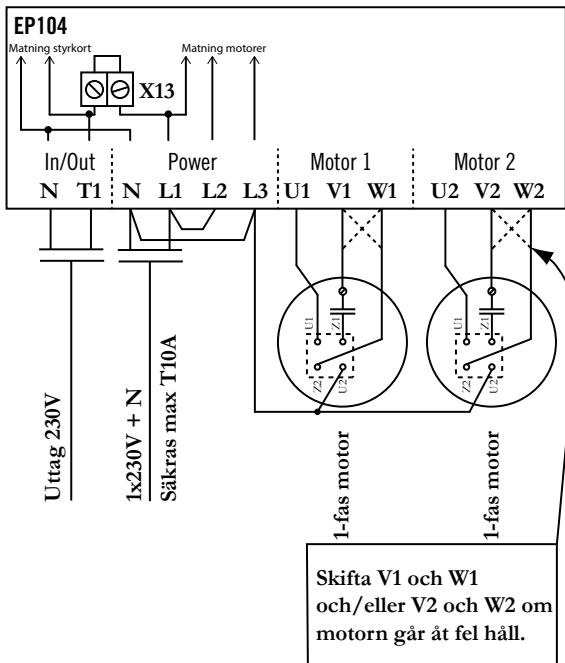 EP104
Matning styrkort
Matning motorer
X13
In/Out
Power
Motor 1
Motor 2
N T1 N L1 L2 L3 U1 V1 W1 U2 V2 W2
U1 Z1
Z2 U2
U1 Z1
Z2 U2
Uttag 230V
1x230V + N
Säkras max T10A
1-fas motor
1-fas motor
Skifta V1 och W1
och/eller V2 och W2 om
motorn går åt fel håll.